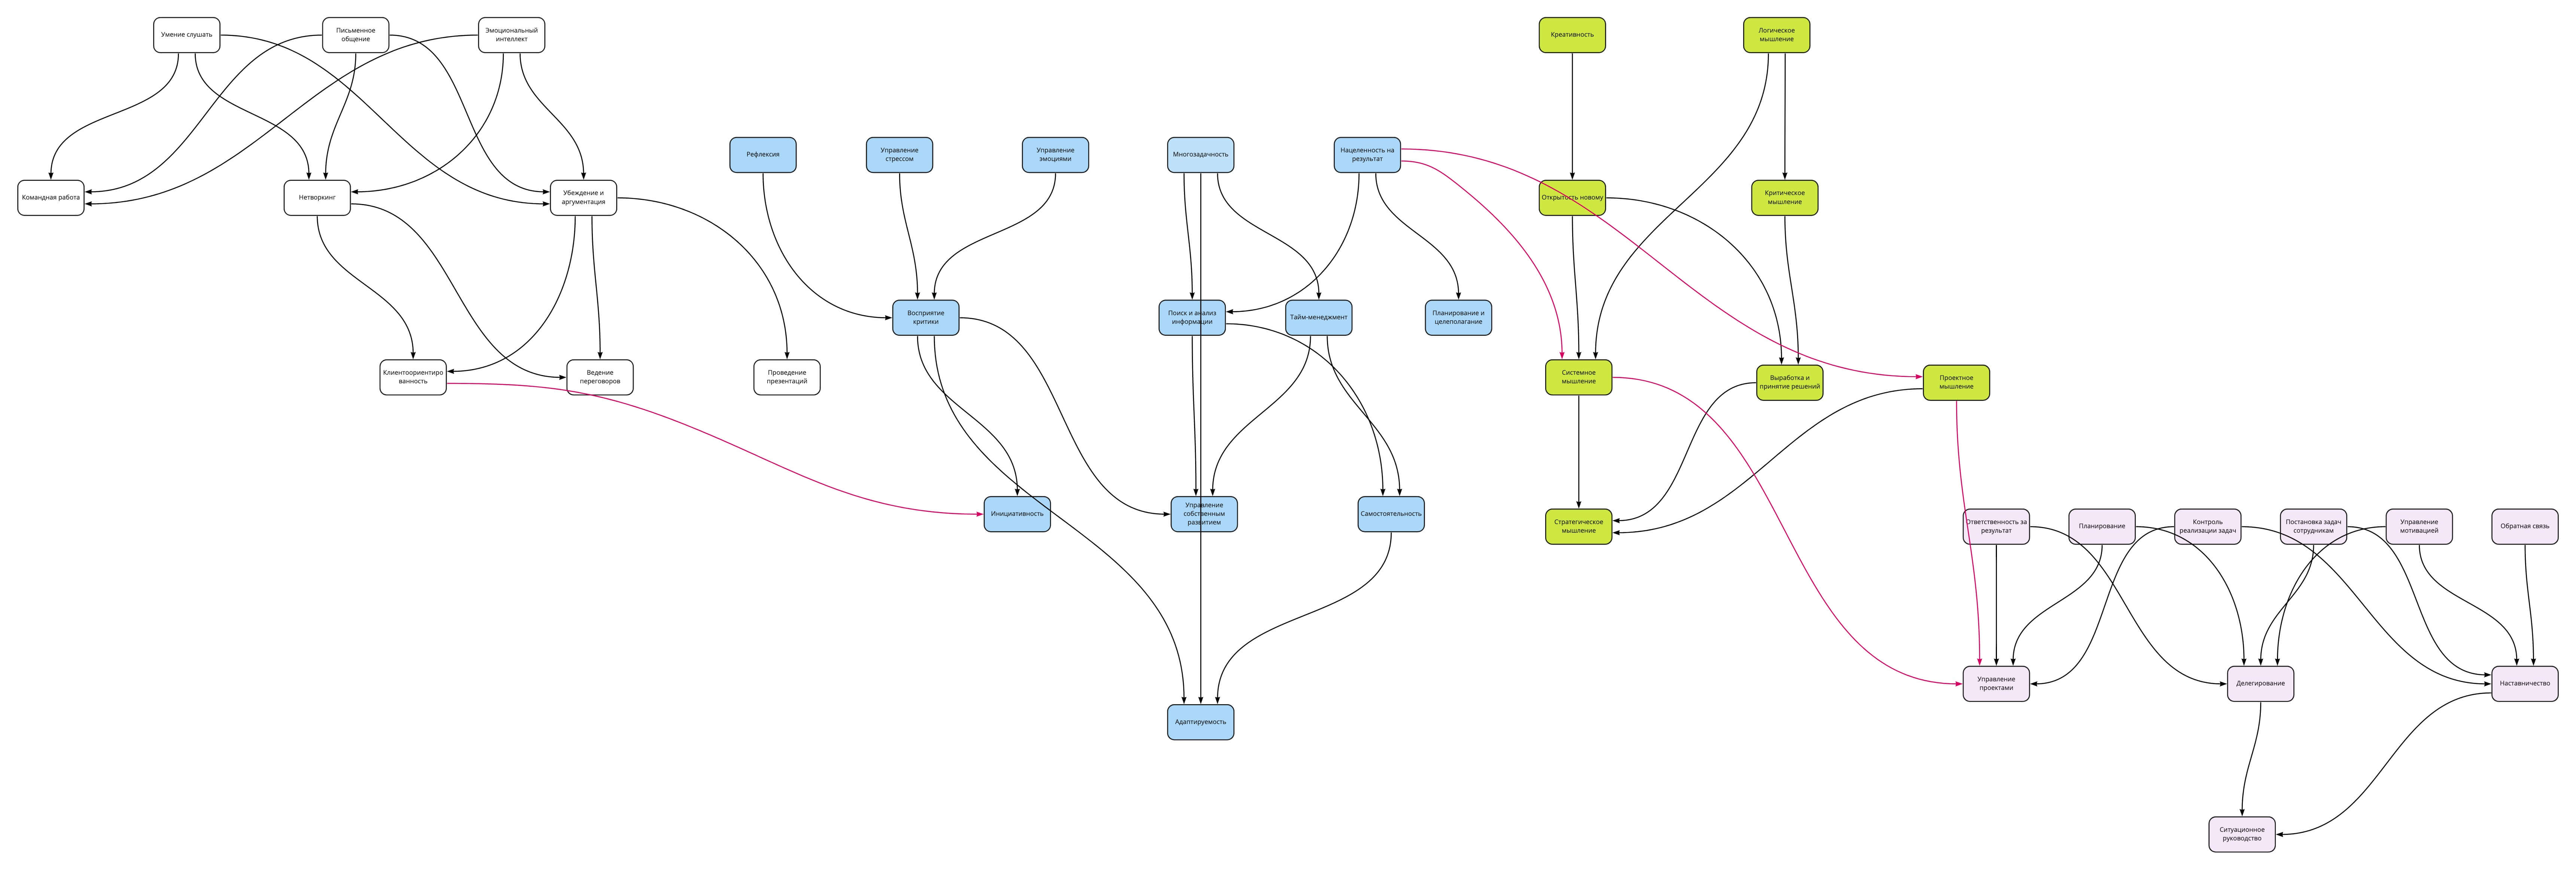 Умение слушать
Письменное
общение
Эмоциональный
интеллект
Креативность
Логическое
мышление
Рефлексия
Управление
стрессом
Управление
эмоциями
Многозадачность
Нацеленность на
результат
Командная работа
Нетворкинг
Убеждение и
аргументация
Открытость новому
Критическое
мышление
Восприятие
критики
Поиск и анализ
информации
Тайм-менеджмент
Планирование и
целеполагание
Клиентоориентиро
ванность
Ведение
переговоров
Проведение
презентаций
Системное
мышление
Выработка и
принятие решений
Проектное
мышление
Инициативность
Управление
собственным
развитием
Самостоятельность
Стратегическое
мышление
Ответственность за
результат
Планирование
Контроль
реализации задач
Постановка задач
сотрудникам
Управление
мотивацией
Обратная связь
Управление
проектами
Делегирование
Наставничество
Адаптируемость
Ситуационное
руководство